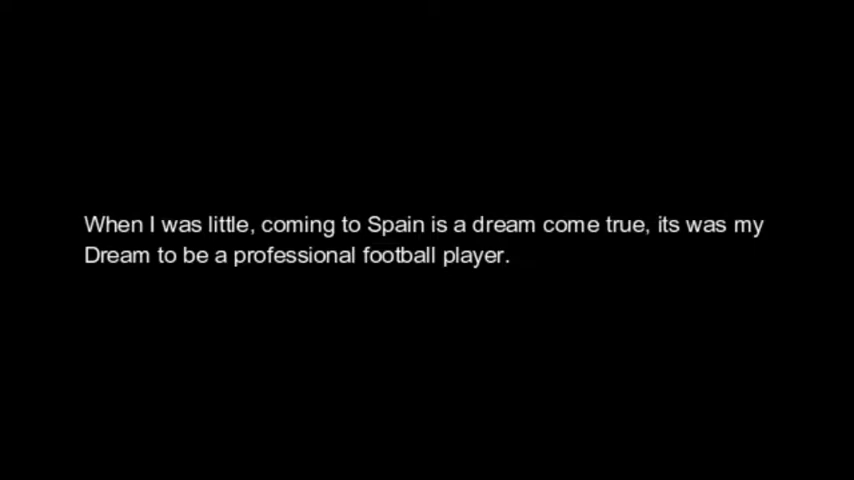 When I was little, coming to Spain is a dream come true, its was my
Dream to be a professional football player.